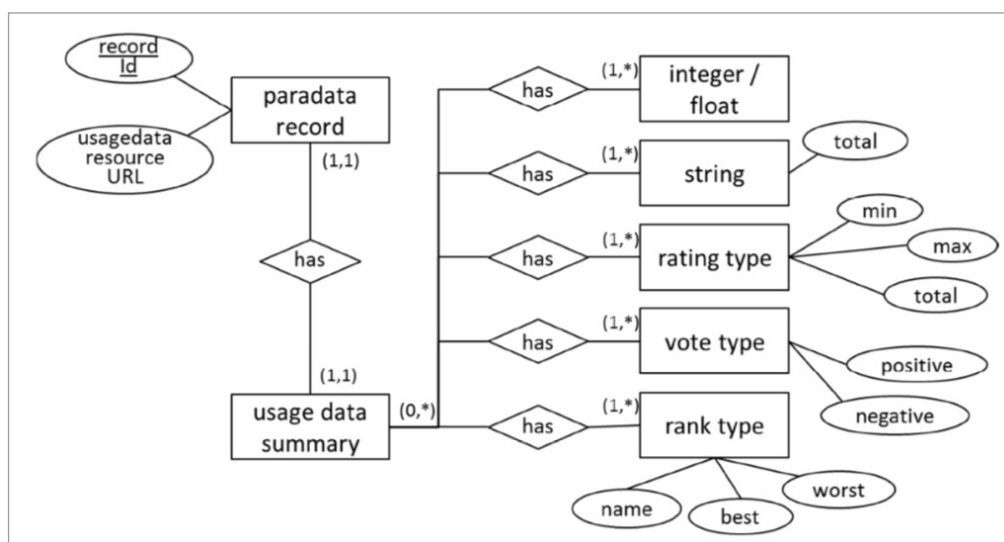 record
Id
paradata
record
usagedata
resource
URL
(1,1)
has
(1,1)
usage data
summary
(0,*)
has
(1,*)
integer /
float
has
(1,*)
string
total
has
(1,*)
rating type
min
max
total
has
(1,*)
vote type
positive
negative
has
(1,*)
rank type
name
best
worst